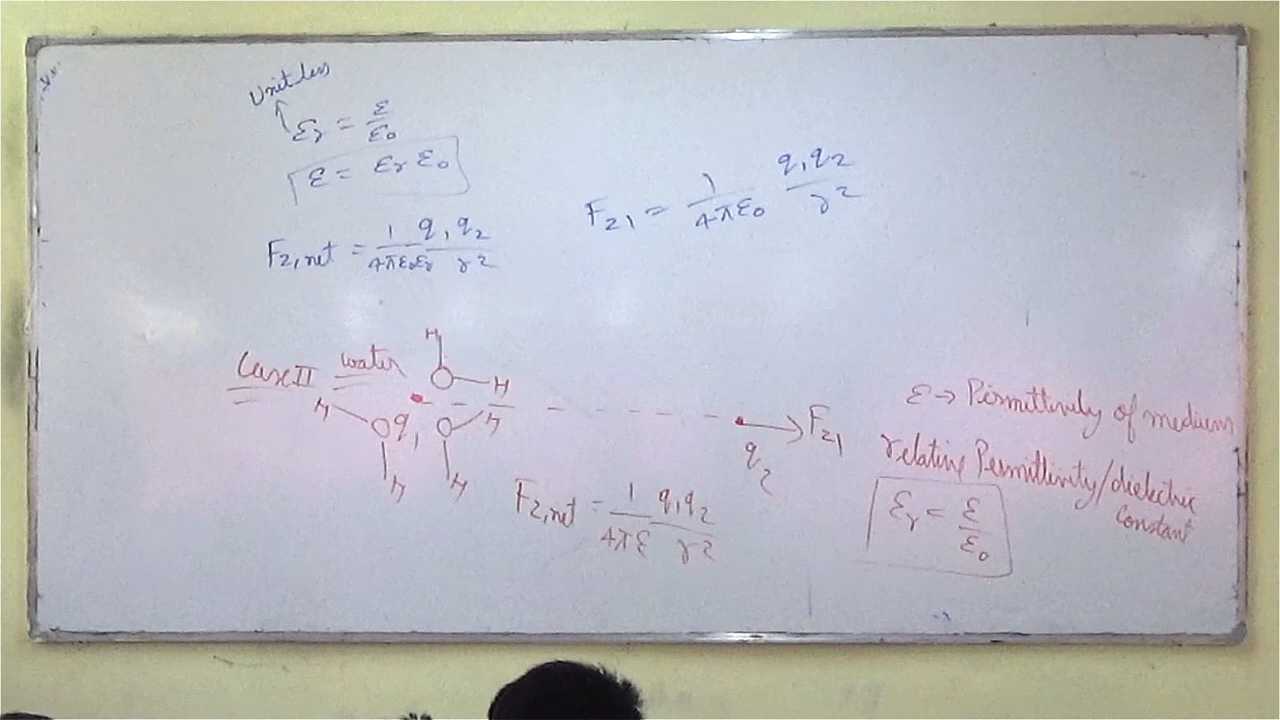 Unitless
εr = ε/ε0
ε = εr ε0
F2,net = 1/4πε0εr q1q2/r2
F21 = 1/4πε0 q1q2/r2
Case II water
H
O H
H O q1 O H
H H
q2
F21
F2,net = 1/4πε q1q2/r2
ε → Permittively of medium
relative Permittivity/dielectric
Constant
εr = ε/ε0